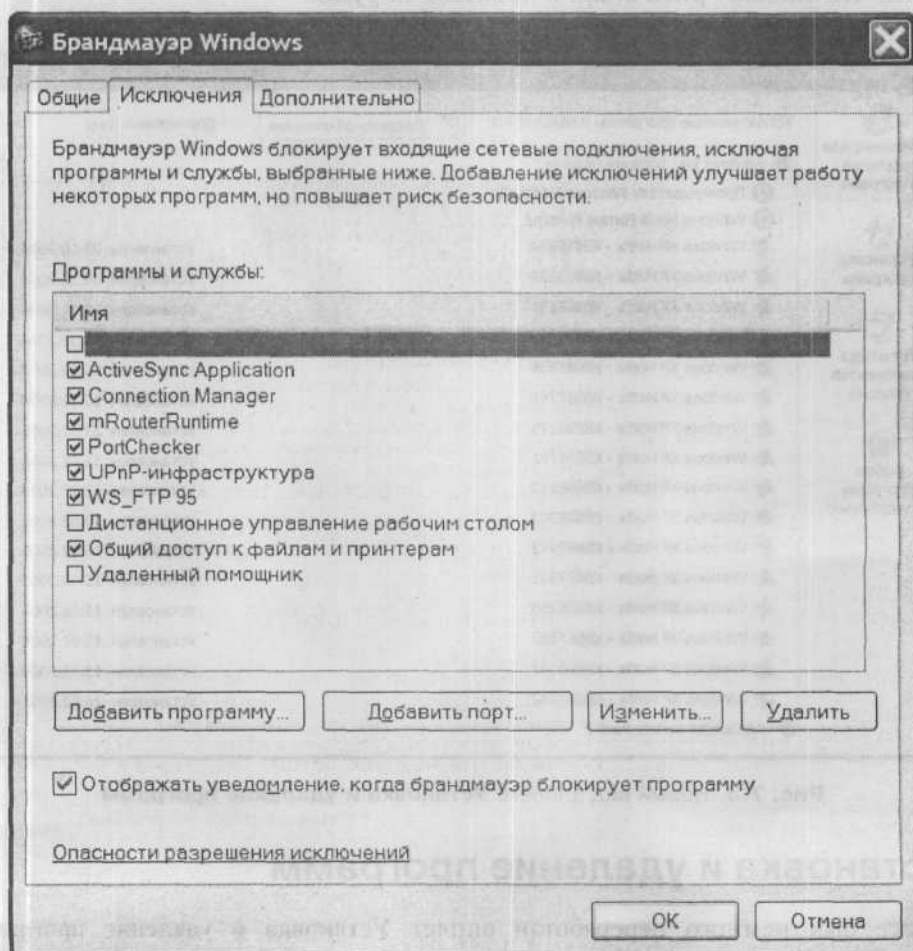 Брандмауэр Windows
Общие Исключения Дополнительно
Брандмауэр Windows блокирует входящие сетевые подключения, исключая
программы и службы, выбранные ниже. Добавление исключений улучшает работу
некоторых программ, но повышает риск безопасности.
Программы и службы:
Имя
ActiveSync Application
Connection Manager
mRouterRuntime
PortChecker
UPnP-инфраструктура
WS_FTP 95
Дистанционное управление рабочим столом
Общий доступ к файлам и принтерам
Удаленный помощник
Добавить программу... Добавить порт... Изменить... Удалить
Отображать уведомление, когда брандмауэр блокирует программу
Опасности разрешения исключений
OK Отмена